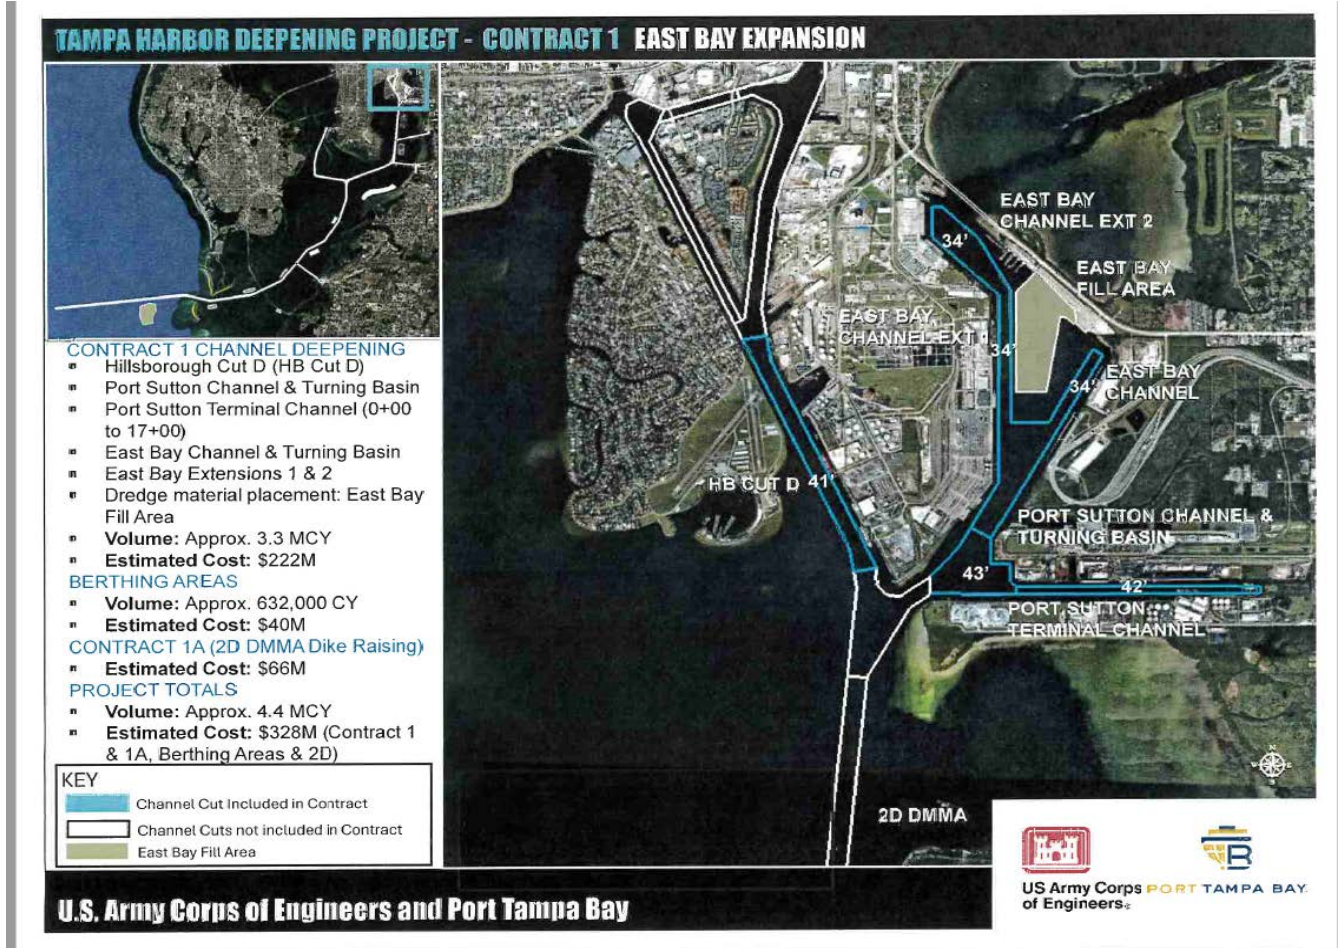 TAMPA HARBOR DEEPENING PROJECT - CONTRACT 1 EAST BAY EXPANSION
CONTRACT 1 CHANNEL DEEPENING
Hillsborough Cut D (HB Cut D)
Port Sutton Channel & Turning Basin
Port Sutton Terminal Channel (0+00
to 17+00)
East Bay Channel & Turning Basin
East Bay Extensions 1 & 2
Dredge material placement: East Bay
Fill Area
Volume: Approx. 3.3 MCY
Estimated Cost: $222M
BERTHING AREAS
Volume: Approx. 632,000 CY
Estimated Cost: $40M
CONTRACT 1A (2D DMMA Dike Raising)
Estimated Cost: $66M
PROJECT TOTALS
Volume: Approx. 4.4 MCY
Estimated Cost: $328M (Contract 1
& 1A, Berthing Areas & 2D)
KEY
Channel Cut Included in Contract
Channel Cuts not included in Contract
East Bay Fill Area
EAST BAY
CHANNEL EXT 2
34'
EAST BAY
FILL AREA
EAST BAY
CHANNEL EXT 1
34'
34'
EAST BAY
CHANNEL
HB CUT D 41'
PORT SUTTON CHANNEL &
TURNING BASIN
43'
42'
PORT SUTTON
TERMINAL CHANNEL
2D DMMA
N
W
E
S
US Army Corps
of Engineers
PORT TAMPA BAY
U.S. Army Corps of Engineers and Port Tampa Bay